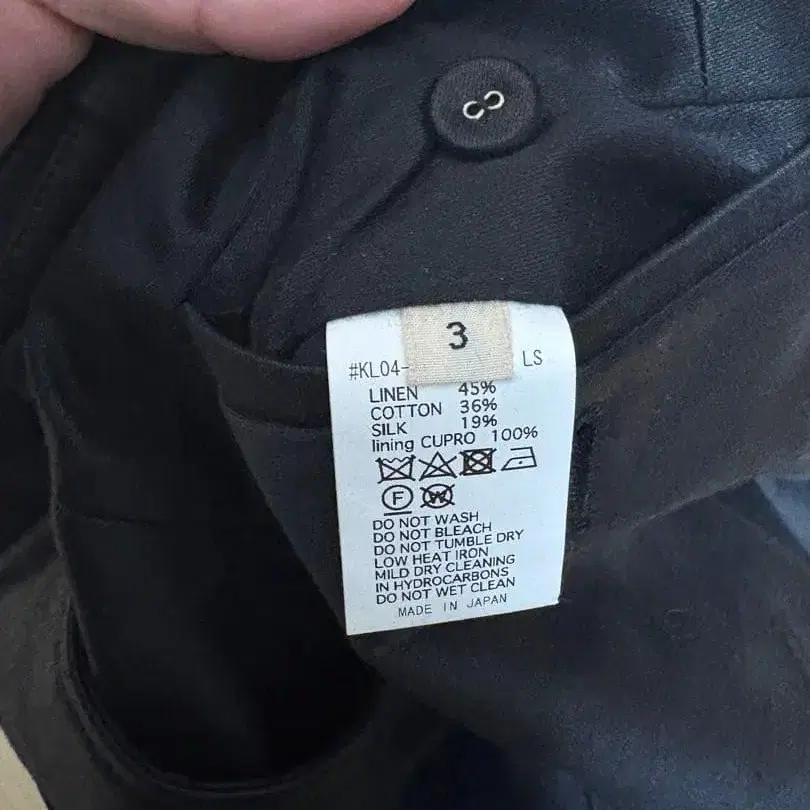 3
#KL04- LS
LINEN 45%
COTTON 36%
SILK 19%
lining CUPRO 100%
F W
DO NOT WASH
DO NOT BLEACH
DO NOT TUMBLE DRY
LOW HEAT IRON
MILD DRY CLEANING
IN HYDROCARBONS
DO NOT WET CLEAN
MADE IN JAPAN